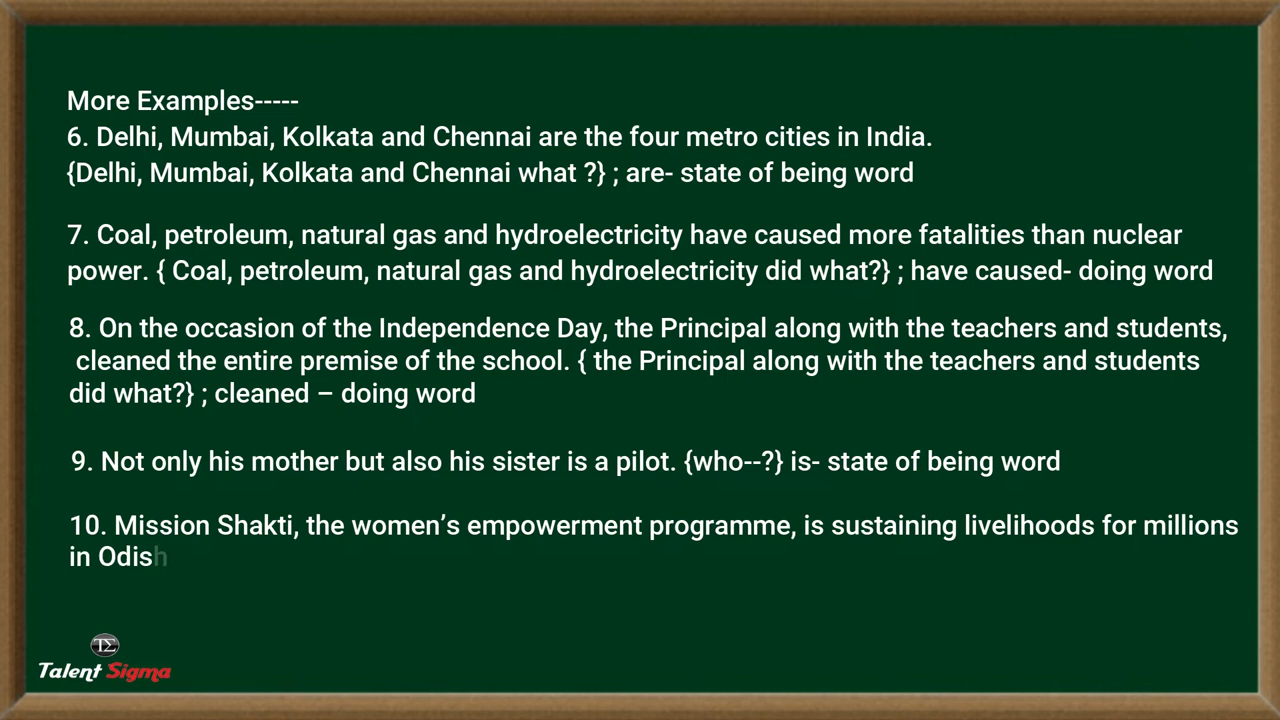 More Examples-----
6. Delhi, Mumbai, Kolkata and Chennai are the four metro cities in India.
{Delhi, Mumbai, Kolkata and Chennai what ?} ; are- state of being word
7. Coal, petroleum, natural gas and hydroelectricity have caused more fatalities than nuclear
power. { Coal, petroleum, natural gas and hydroelectricity did what?} ; have caused- doing word
8. On the occasion of the Independence Day, the Principal along with the teachers and students,
cleaned the entire premise of the school. { the Principal along with the teachers and students
did what?} ; cleaned – doing word
9. Not only his mother but also his sister is a pilot. {who--?} is- state of being word
10. Mission Shakti, the women's empowerment programme, is sustaining livelihoods for millions
in Odish
TΣ
Talent Sigma